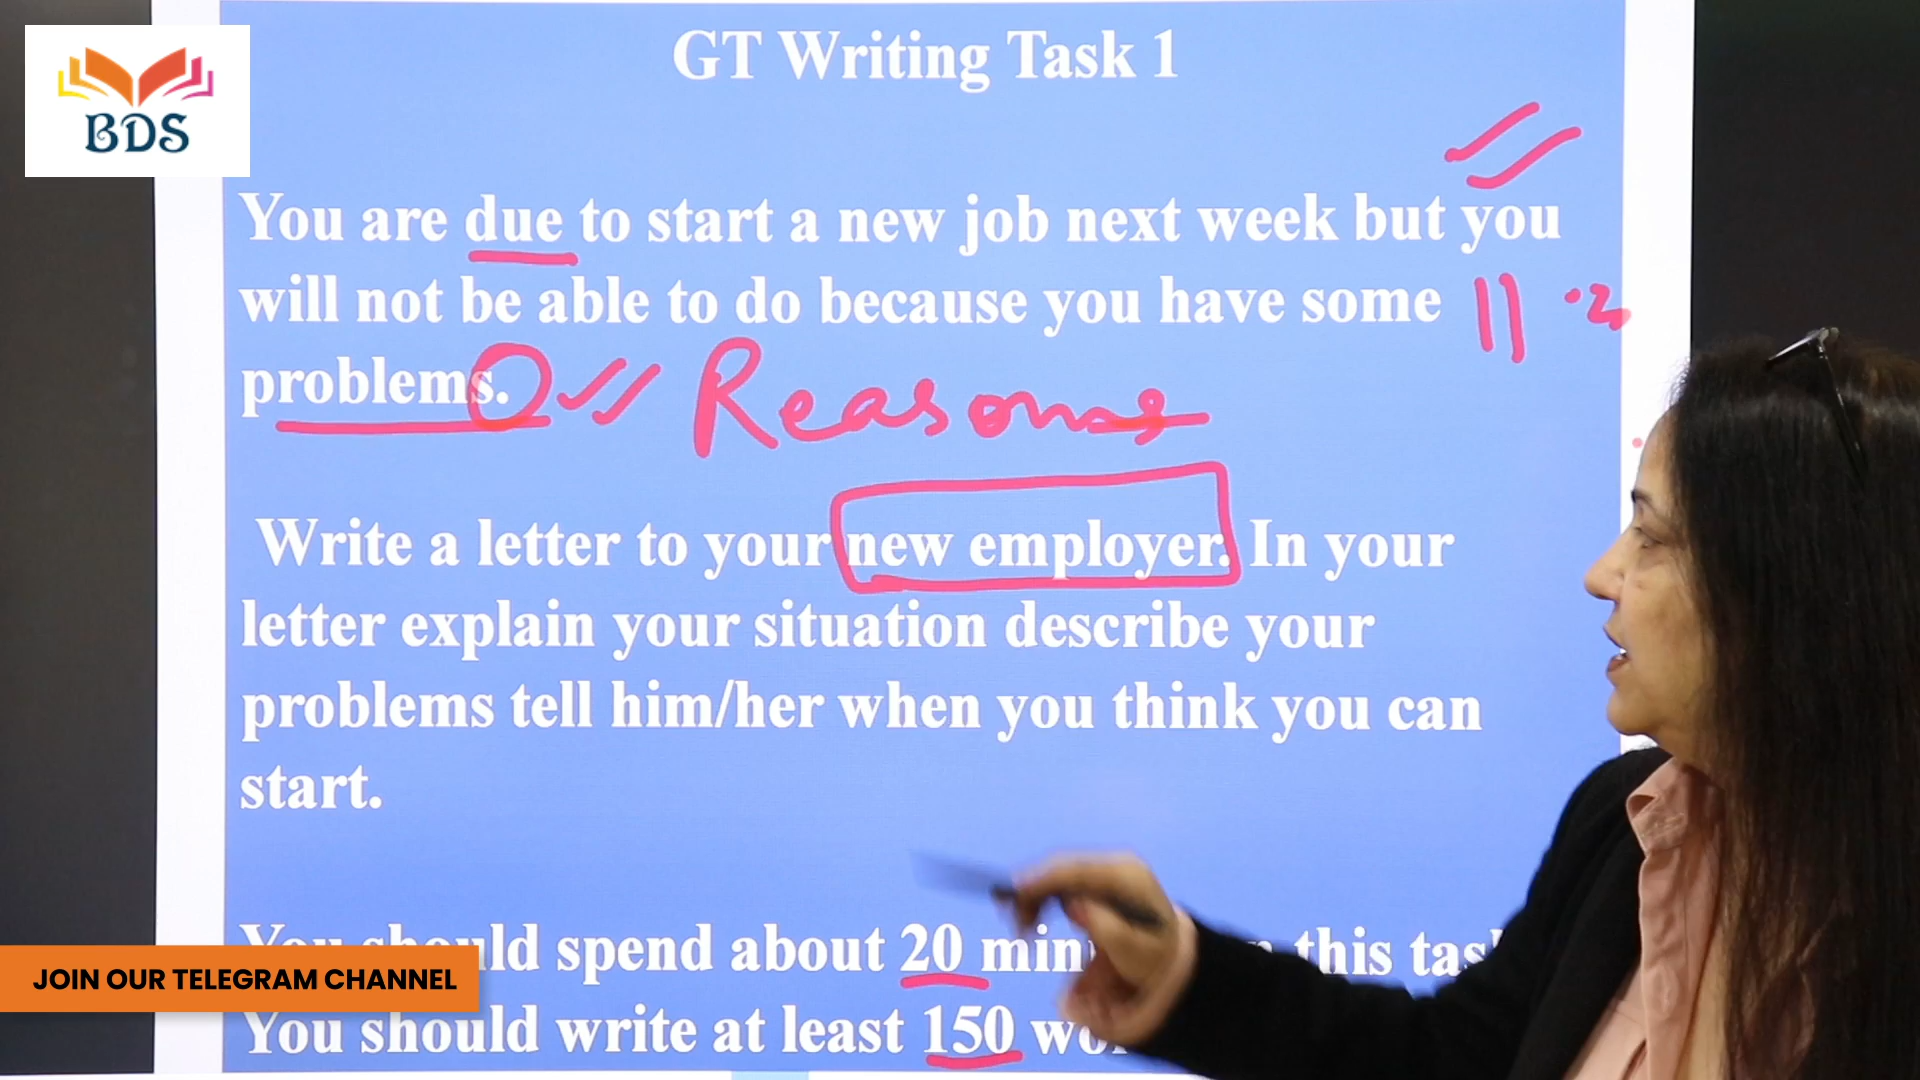 BDS
GT Writing Task 1
You are due to start a new job next week but you
will not be able to do because you have some
problems.
Reasons
Write a letter to your new employer. In your
letter explain your situation describe your
problems tell him/her when you think you can
start.
You should spend about 20 this
You should write at least 150
JOIN OUR TELEGRAM CHANNEL